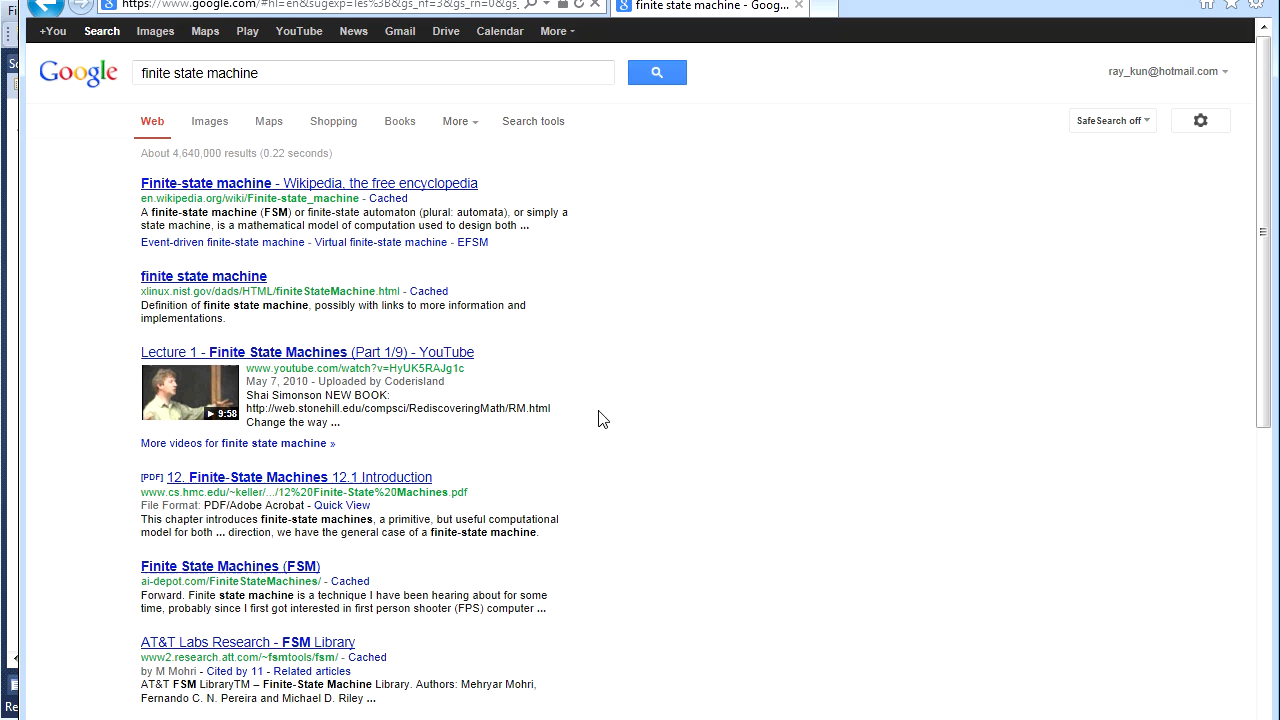 Fi
https://www.google.com/#hl=en&sugexp=les%3B&gs_nf=3&gs_rn=0&gs_
finite state machine - Goog...
+You Search Images Maps Play YouTube News Gmail Drive Calendar More
Google
finite state machine
ray_kun@hotmail.com
Web Images Maps Shopping Books More Search tools
SafeSearch off
About 4,640,000 results (0.22 seconds)
Finite-state machine - Wikipedia, the free encyclopedia
en.wikipedia.org/wiki/Finite-state_machine - Cached
A finite-state machine (FSM) or finite-state automaton (plural: automata), or simply a
state machine, is a mathematical model of computation used to design both ...
Event-driven finite-state machine - Virtual finite-state machine - EFSM
finite state machine
xlinux.nist.gov/dads/HTML/finiteStateMachine.html - Cached
Definition of finite state machine, possibly with links to more information and
implementations.
Lecture 1 - Finite State Machines (Part 1/9) - YouTube
www.youtube.com/watch?v=HyUK5RAJg1c
May 7, 2010 - Uploaded by Coderisland
Shai Simonson NEW BOOK:
http://web.stonehill.edu/compsci/RediscoveringMath/RM.html
Change the way ...
9:58
More videos for finite state machine »
[PDF] 12. Finite-State Machines 12.1 Introduction
www.cs.hmc.edu/~keller/.../12%20Finite-State%20Machines.pdf
File Format: PDF/Adobe Acrobat - Quick View
This chapter introduces finite-state machines, a primitive, but useful computational
model for both ... direction, we have the general case of a finite-state machine.
Finite State Machines (FSM)
ai-depot.com/FiniteStateMachines/ - Cached
Forward. Finite state machine is a technique I have been hearing about for some
time, probably since I first got interested in first person shooter (FPS) computer ...
AT&T Labs Research - FSM Library
www2.research.att.com/~fsmtools/fsm/ - Cached
by M Mohri - Cited by 11 - Related articles
AT&T FSM LibraryTM – Finite-State Machine Library. Authors: Mehryar Mohri,
Fernando C. N. Pereira and Michael D. Riley ...
Re